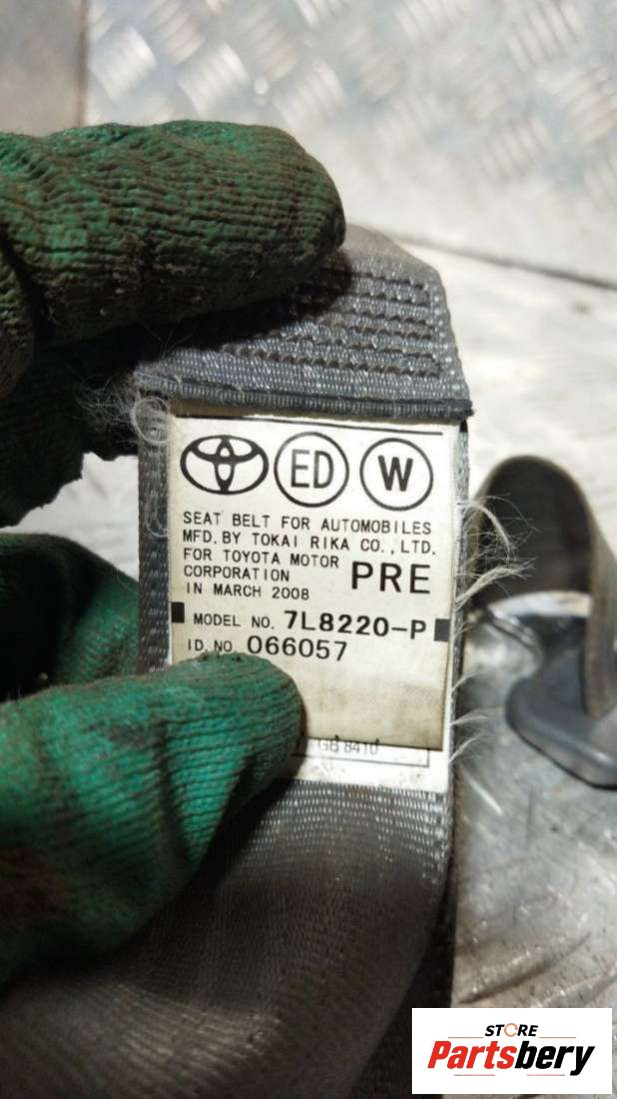 ED W
SEAT BELT FOR AUTOMOBILES
MFD. BY TOKAI RIKA CO., LTD.
FOR TOYOTA MOTOR
CORPORATION PRE
IN MARCH 2008
MODEL NO. 7L8220-P
ID. NO. 066057
GB 8410
STORE
Partsbery